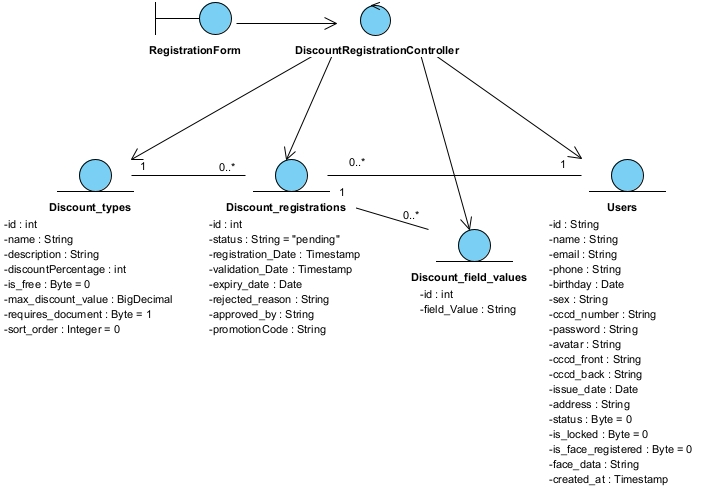 RegistrationForm
DiscountRegistrationController
1
0..*
0..*
1
Discount_types
-id : int
-name : String
-description : String
-discountPercentage : int
-is_free : Byte = 0
-max_discount_value : BigDecimal
-requires_document : Byte = 1
-sort_order : Integer = 0
Discount_registrations
-id : int
-status : String = "pending"
-registration_Date : Timestamp
-validation_Date : Timestamp
-expiry_date : Date
-rejected_reason : String
-approved_by : String
-promotionCode : String
1
0..*
Discount_field_values
-id : int
-field_Value : String
Users
-id : String
-name : String
-email : String
-phone : String
-birthday : Date
-sex : String
-cccd_number : String
-password : String
-avatar : String
-cccd_front : String
-cccd_back : String
-issue_date : Date
-address : String
-status : Byte = 0
-is_locked : Byte = 0
-is_face_registered : Byte = 0
-face_data : String
-created_at : Timestamp